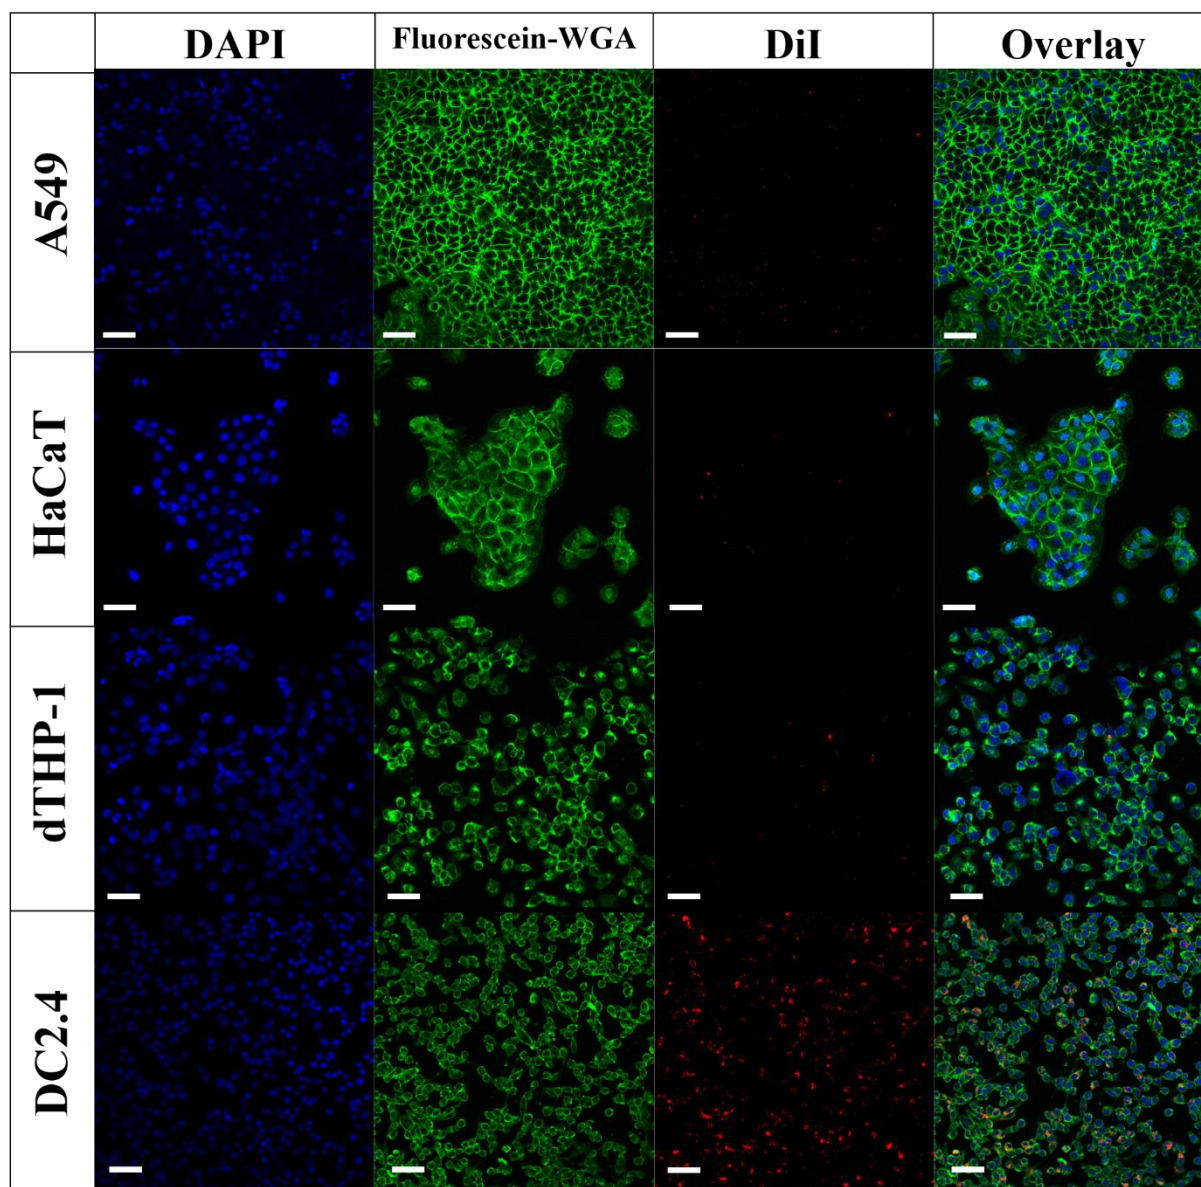 DAPI Fluorescein-WGA DiI Overlay
A549
HaCaT
dTHP-1
DC2.4